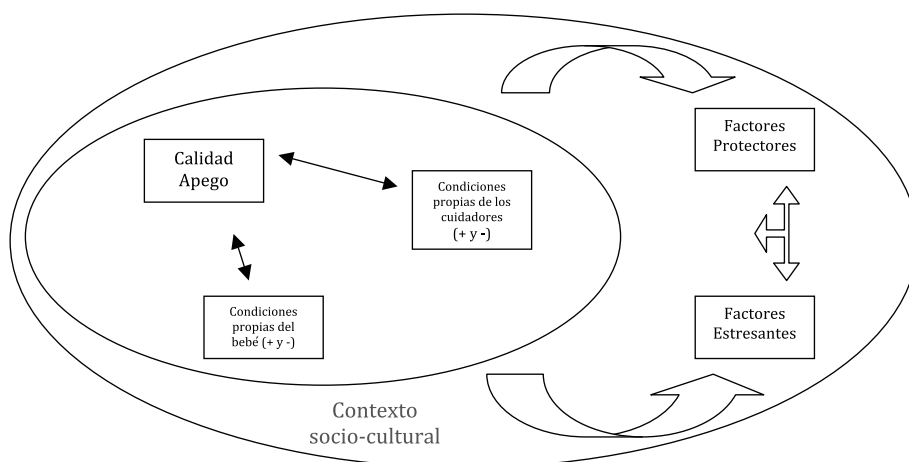 Calidad
Apego
Condiciones
propias de los
cuidadores
(+ y -)
Condiciones
propias del
bebé (+ y -)
Factores
Protectores
Factores
Estresantes
Contexto
socio-cultural